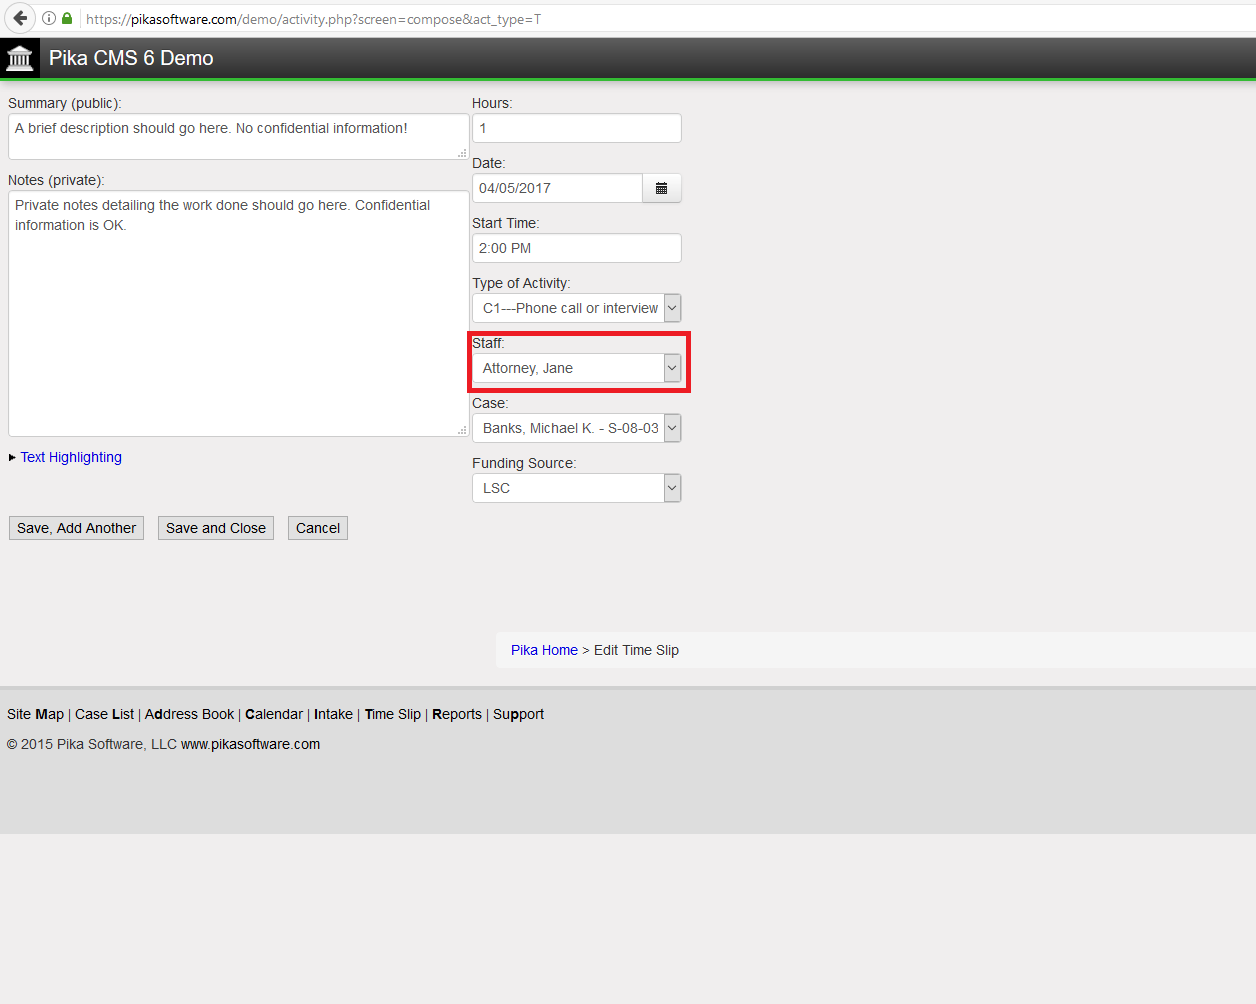 https://pikasoftware.com/demo/activity.php?screen=compose&act_type=T
Pika CMS 6 Demo
Summary (public):
A brief description should go here. No confidential information!
Notes (private):
Private notes detailing the work done should go here. Confidential
information is OK.
Text Highlighting
Hours:
1
Date:
04/05/2017
Start Time:
2:00 PM
Type of Activity:
C1---Phone call or interview
Staff:
Attorney, Jane
Case:
Banks, Michael K. - S-08-03
Funding Source:
LSC
Save, Add Another
Save and Close
Cancel
Pika Home > Edit Time Slip
Site Map | Case List | Address Book | Calendar | Intake | Time Slip | Reports | Support
© 2015 Pika Software, LLC www.pikasoftware.com